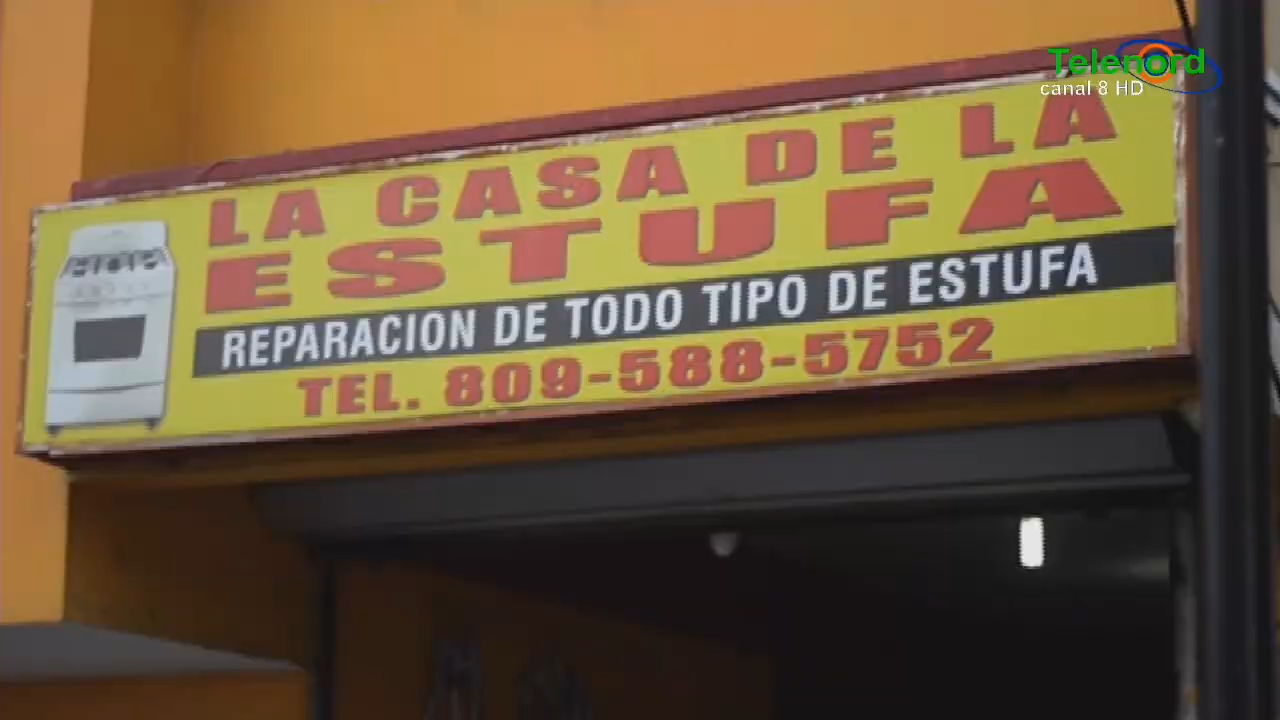 Telenord
canal 8 HD
LA CASA DE LA
ESTUFA
REPARACION DE TODO TIPO DE ESTUFA
TEL. 809-588-5752